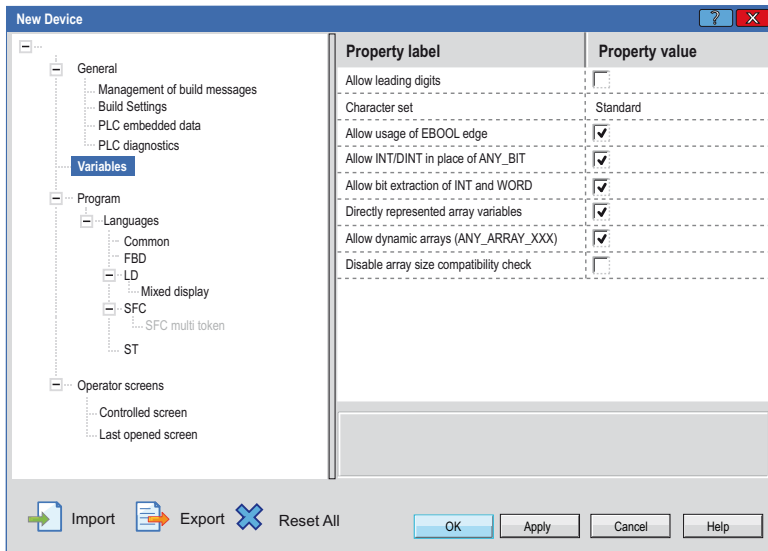 New Device
?
X
General
Management of build messages
Build Settings
PLC embedded data
PLC diagnostics
Variables
Program
Languages
Common
FBD
LD
Mixed display
SFC
SFC multi token
ST
Operator screens
Controlled screen
Last opened screen
Property label Property value
Allow leading digits
Character set Standard
Allow usage of EBOOL edge
Allow INT/DINT in place of ANY_BIT
Allow bit extraction of INT and WORD
Directly represented array variables
Allow dynamic arrays (ANY_ARRAY_XXX)
Disable array size compatibility check
Import Export Reset All
OK Apply Cancel Help